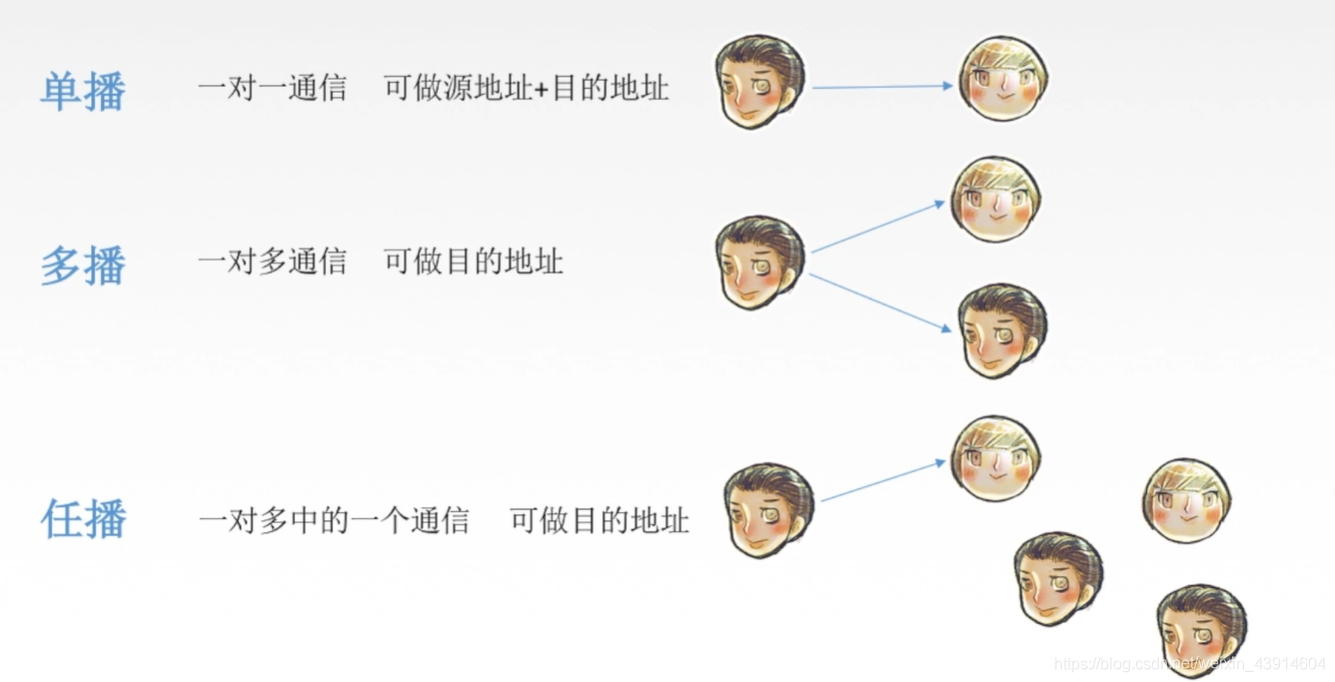 单播 一对一通信 可做源地址+目的地址
多播 一对多通信 可做目的地址
任播 一对多中的一个通信 可做目的地址
https://blog.csdn.net/weixin_43914604